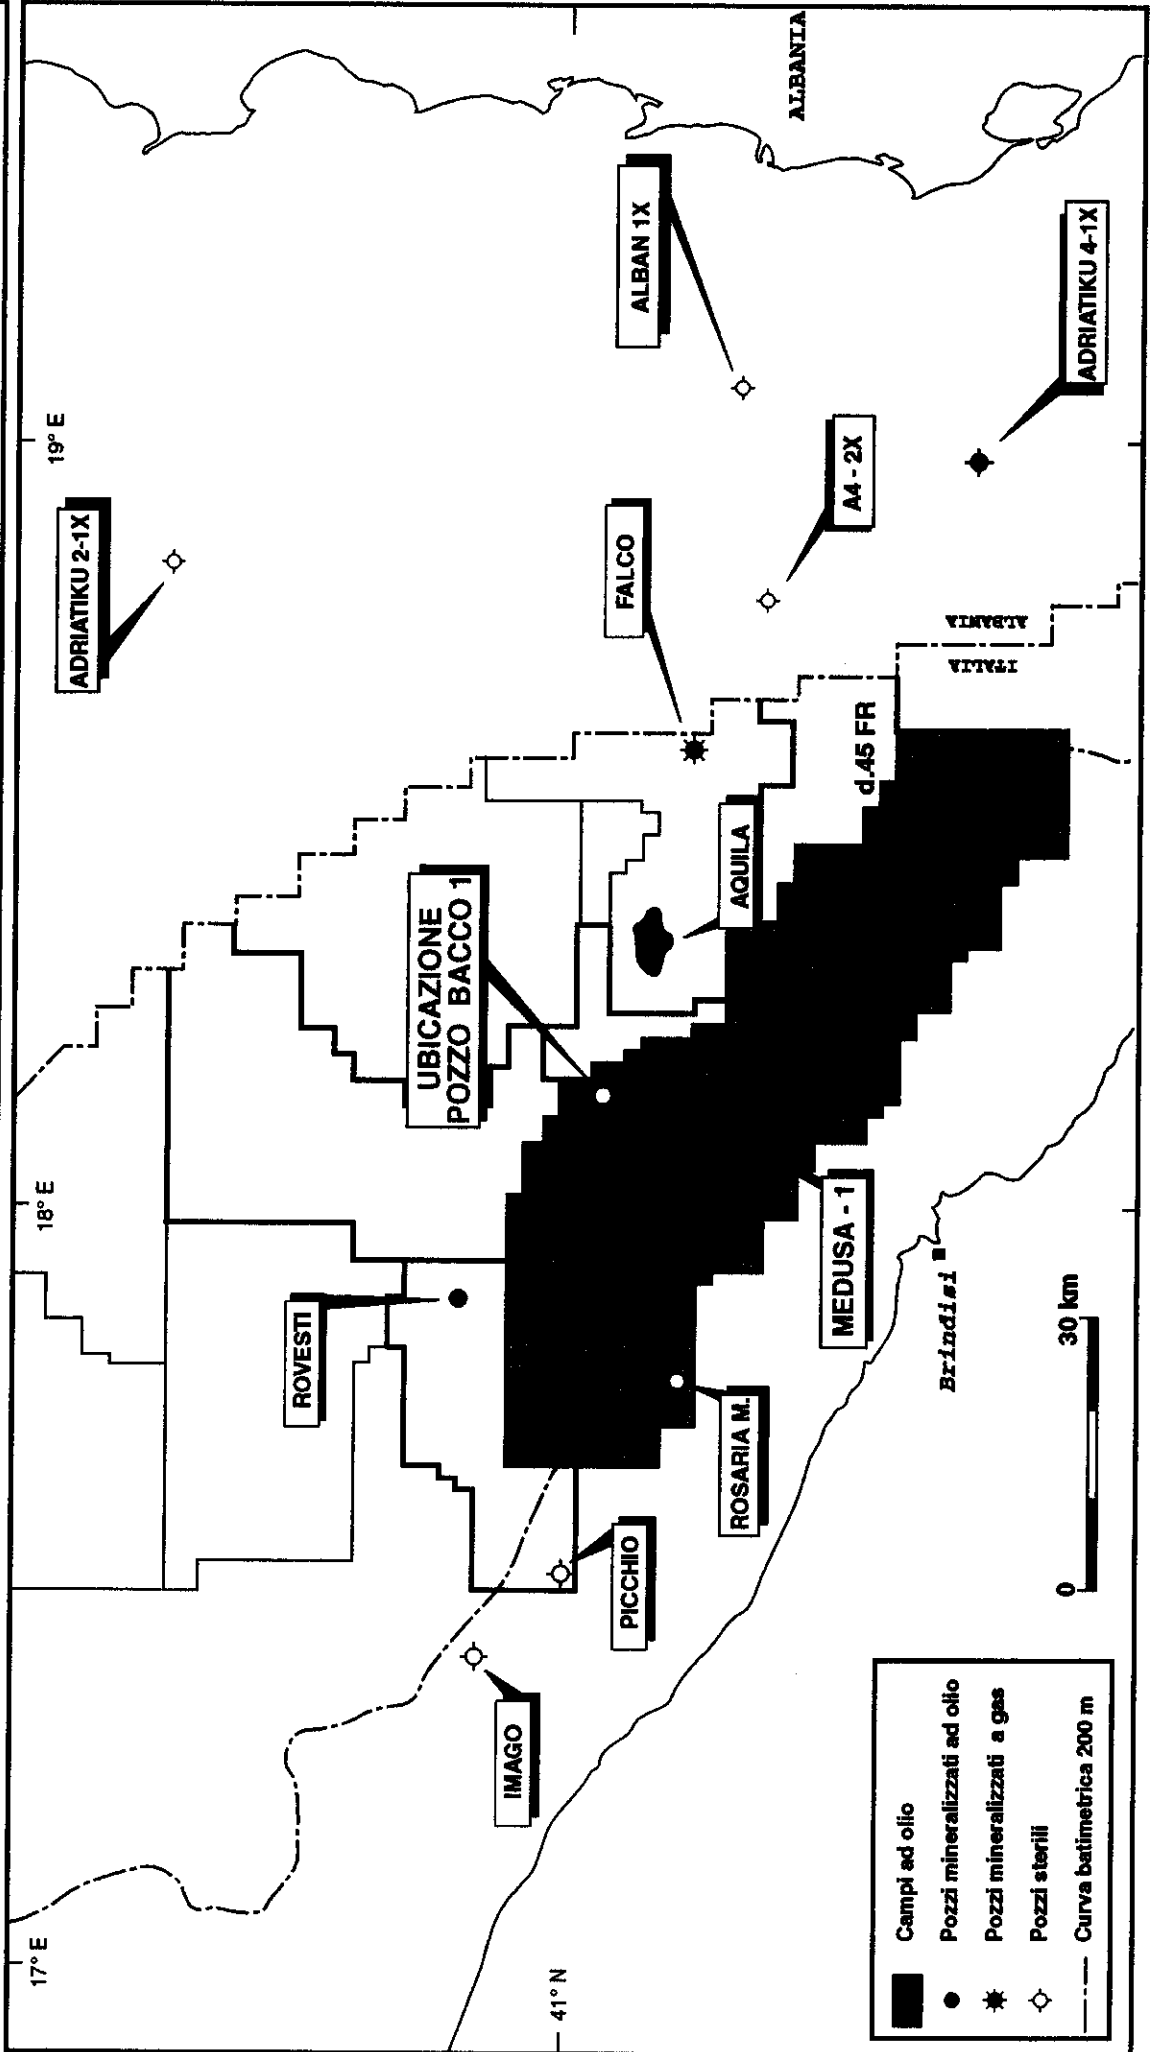 17° E
18° E
19° E
41° N
ADRIATIKU 2-1X
ROVESTI
UBICAZIONE
POZZO BACCO 1
FALCO
ALBAN 1X
ALBANIA
IMAGO
PICCHIO
ROSARIA M.
MEDUSA - 1
AQUILA
d.45 FR
A4 - 2X
ITALIA
ALBANIA
ADRIATIKU 4-1X
Brindisi
0
30 km
Campi ad olio
Pozzi mineralizzati ad olio
Pozzi mineralizzati a gas
Pozzi sterili
Curva batimetrica 200 m